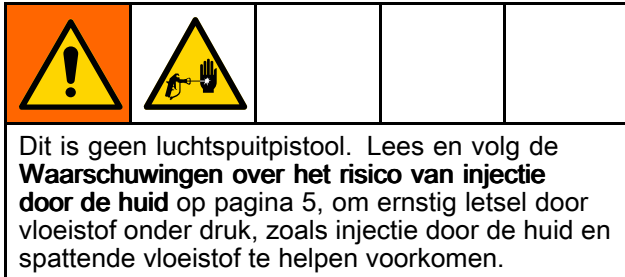 Dit is geen luchtspuitpistool. Lees en volg de
Waarschuwingen over het risico van injectie
door de huid op pagina 5, om ernstig letsel door
vloeistof onder druk, zoals injectie door de huid en
spattende vloeistof te helpen voorkomen.